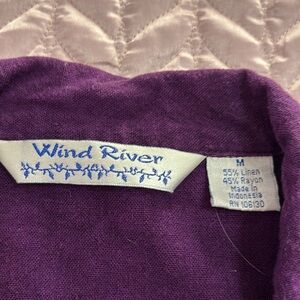 Wind River
M
55% Linen
45% Rayon
Made in
Indonesia
RN 106130